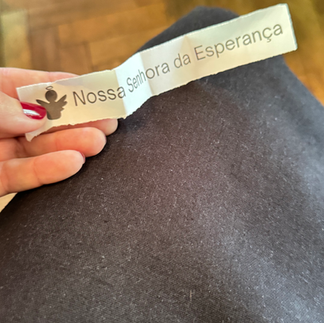 Nossa Senhora da Esperança